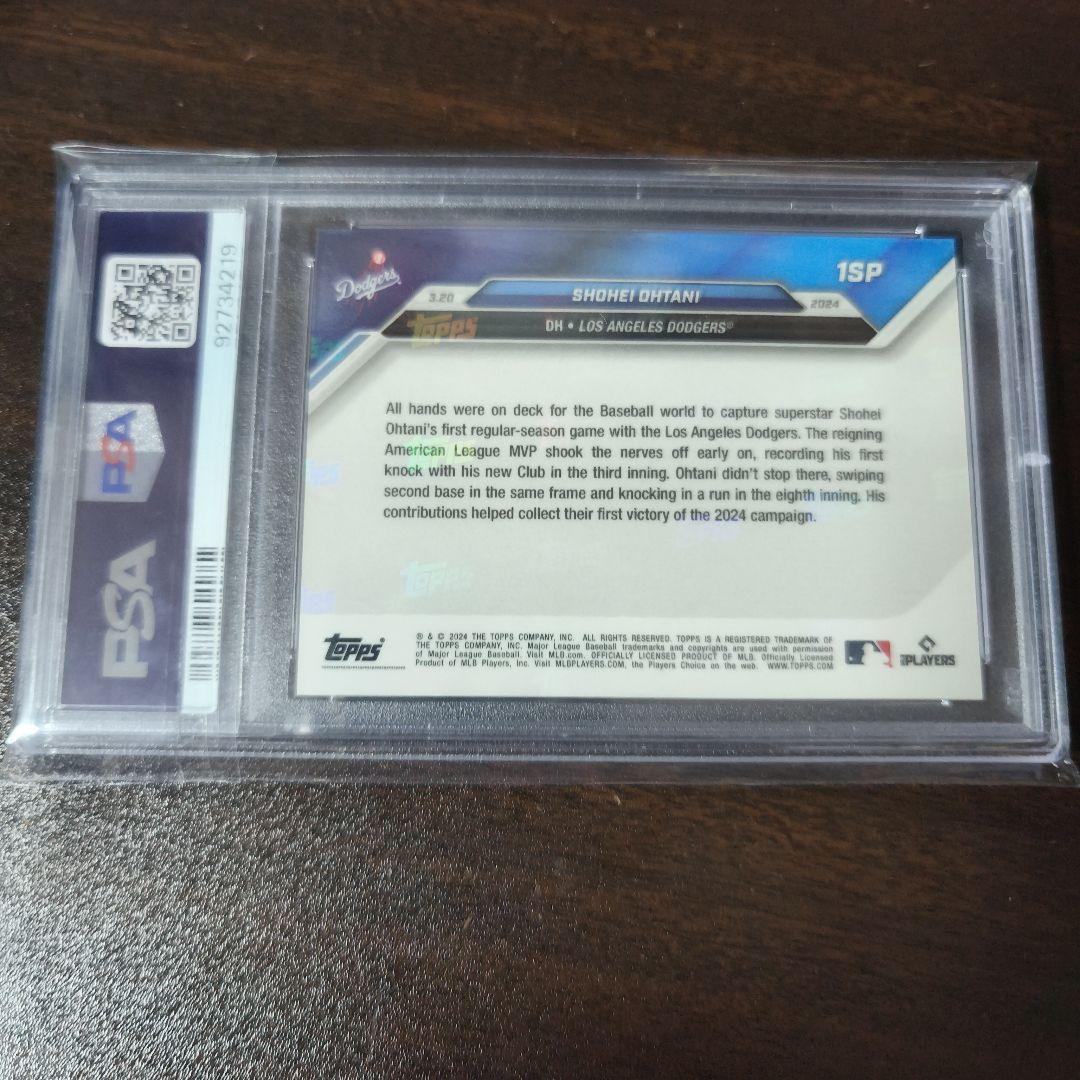 92734219
PSA
PSA
Dodgers
3.20
SHOHEI OHTANI
2024
1SP
DH • LOS ANGELES DODGERS®
topps
All hands were on deck for the Baseball world to capture superstar Shohei
Ohtani's first regular-season game with the Los Angeles Dodgers. The reigning
American League MVP shook the nerves off early on, recording his first
knock with his new Club in the third inning. Ohtani didn't stop there, swiping
second base in the same frame and knocking in a run in the eighth inning. His
contributions helped collect their first victory of the 2024 campaign.
topps
topps
® & © 2024 THE TOPPS COMPANY, INC. ALL RIGHTS RESERVED. TOPPS IS A REGISTERED TRADEMARK OF
THE TOPPS COMPANY, INC. Major League Baseball trademarks and copyrights are used with permission
of Major League Baseball. Visit MLB.com. OFFICIALLY LICENSED PRODUCT OF MLB. Officially Licensed
Product of MLB Players, Inc. Visit MLBPLAYERS.COM, the Players Choice on the web. WWW.TOPPS.COM
PLAYERS